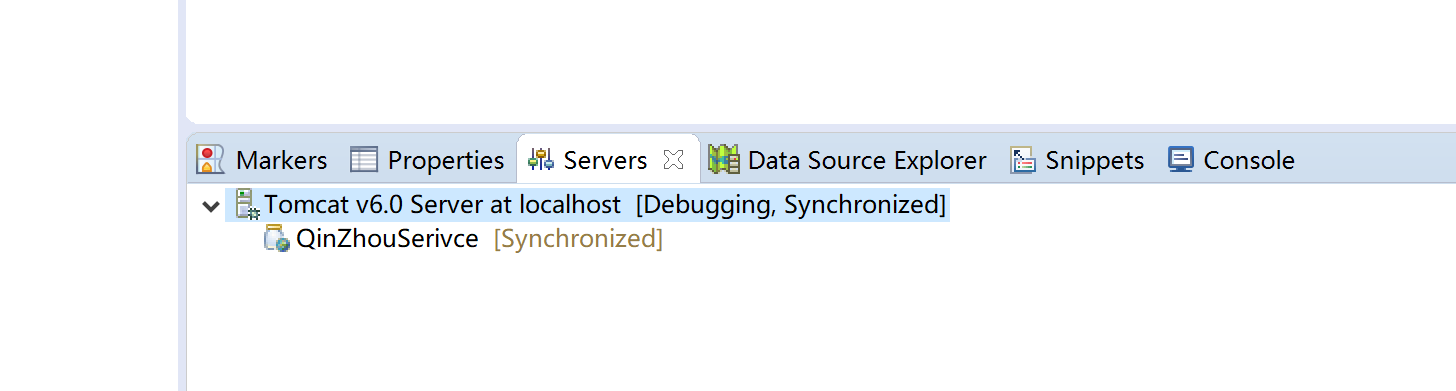 Markers Properties Servers Data Source Explorer Snippets Console
Tomcat v6.0 Server at localhost [Debugging, Synchronized]
QinZhouSerivce [Synchronized]